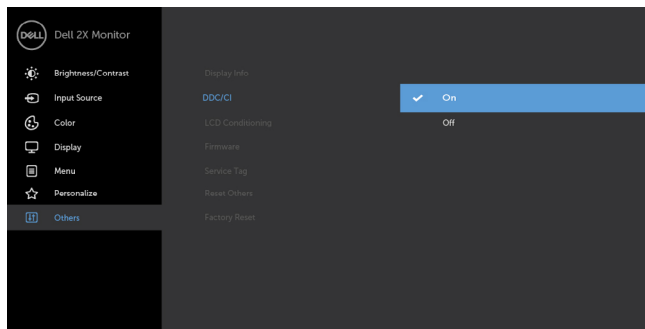 DELL Dell 2X Monitor
Brightness/Contrast
Display Info
Input Source
DDC/CI
On
Color
LCD Conditioning
Off
Display
Firmware
Menu
Service Tag
Personalize
Reset Others
Others
Factory Reset